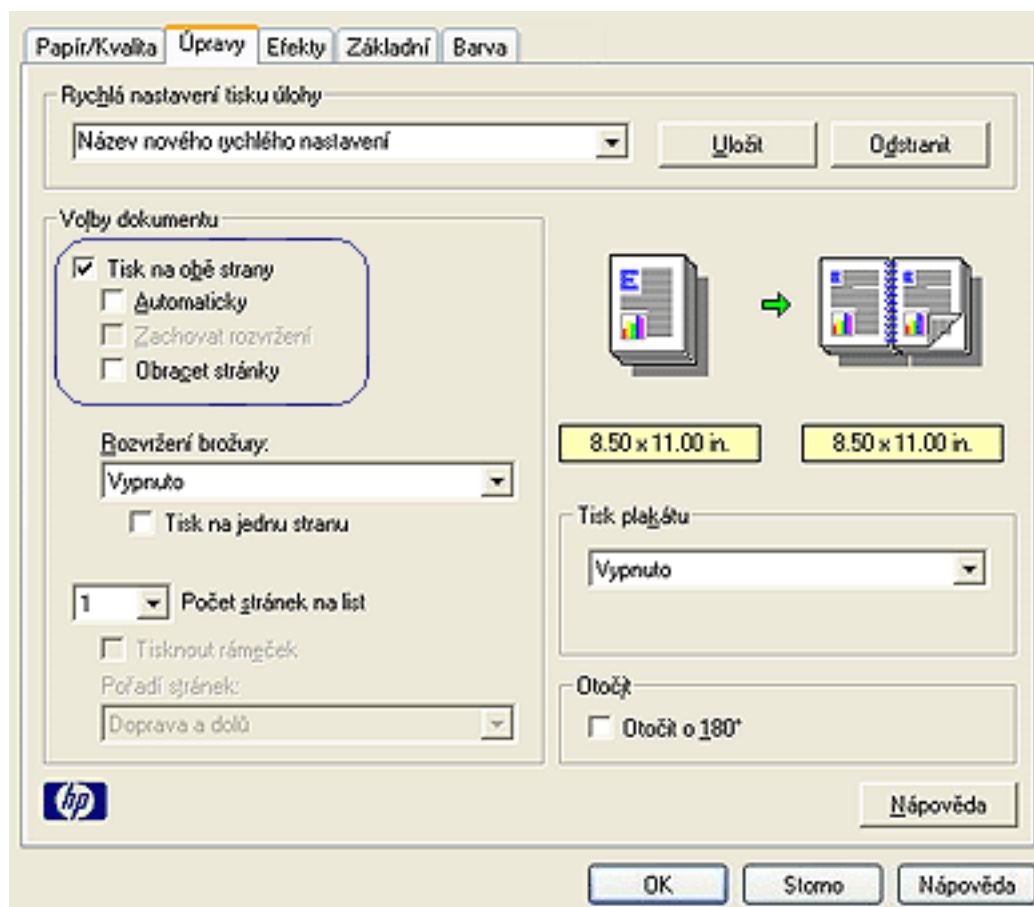 Papír/Kvalita Úpravy Efekty Základní Barva
Rychlá nastavení tisku úlohy
Název nového rychlého nastavení Uložit Odstranit
Volby dokumentu
Tisk na obě strany
Automaticky
Zachovat rozvržení
Obracet stránky
Rozvržení brožury:
Vypnuto
Tisk na jednu stranu
1 Počet stránek na list
Tisknout rámeček
Pořadí stránek:
Doprava a dolů
E
8.50 x 11.00 in. 8.50 x 11.00 in.
Tisk plakátu
Vypnuto
Otočit
Otočit o 180°
hp
Nápověda
OK Storno Nápověda